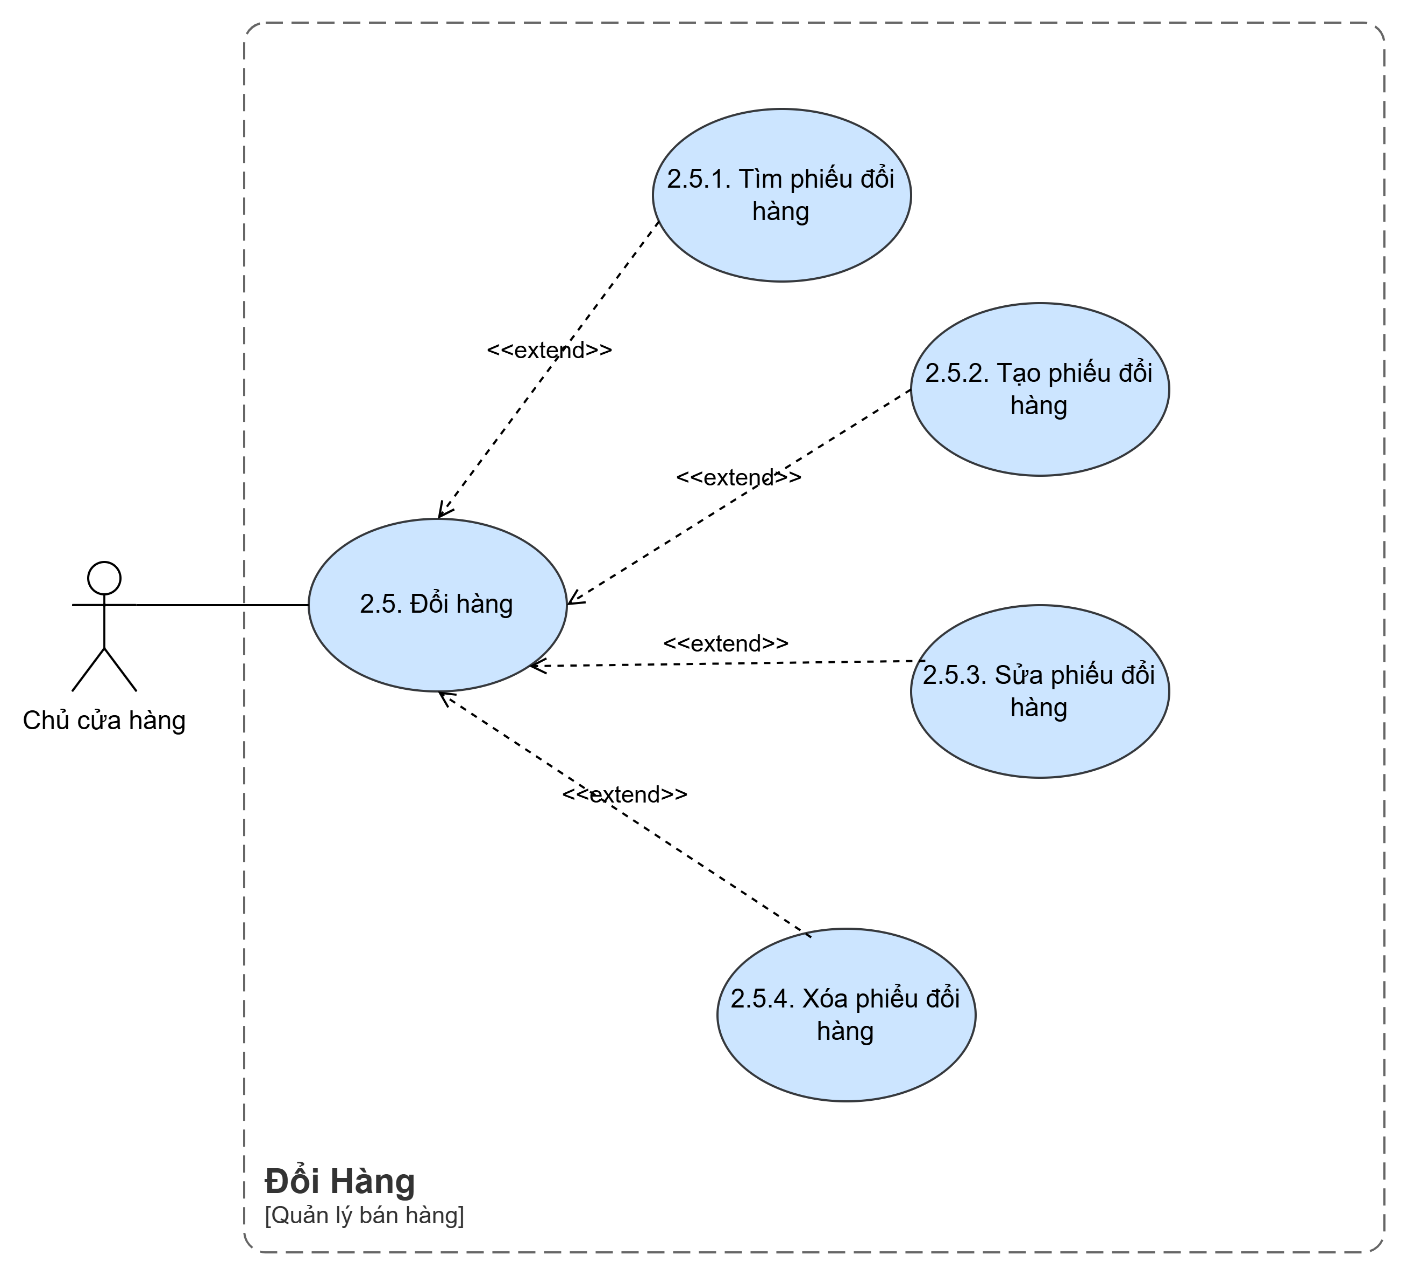 2.5.1. Tìm phiếu đổi
hàng
<<extend>>
2.5.2. Tạo phiếu đổi
hàng
<<extend>>
2.5. Đổi hàng
<<extend>>
2.5.3. Sửa phiếu đổi
hàng
Chủ cửa hàng
<<extend>>
2.5.4. Xóa phiểu đổi
hàng
Đổi Hàng
[Quản lý bán hàng]